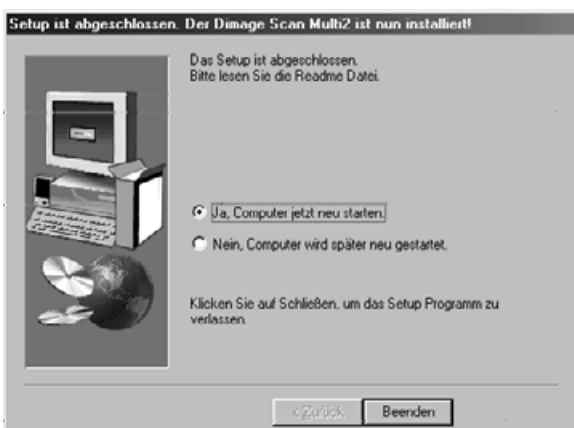 Setup ist abgeschlossen. Der Dimage Scan Multi2 ist nun installiert!
Das Setup ist abgeschlossen.
Bitte lesen Sie die Readme Datei.
Ja, Computer jetzt neu starten.
Nein, Computer wird später neu gestartet.
Klicken Sie auf Schließen, um das Setup Programm zu
verlassen.
< Zurück Beenden